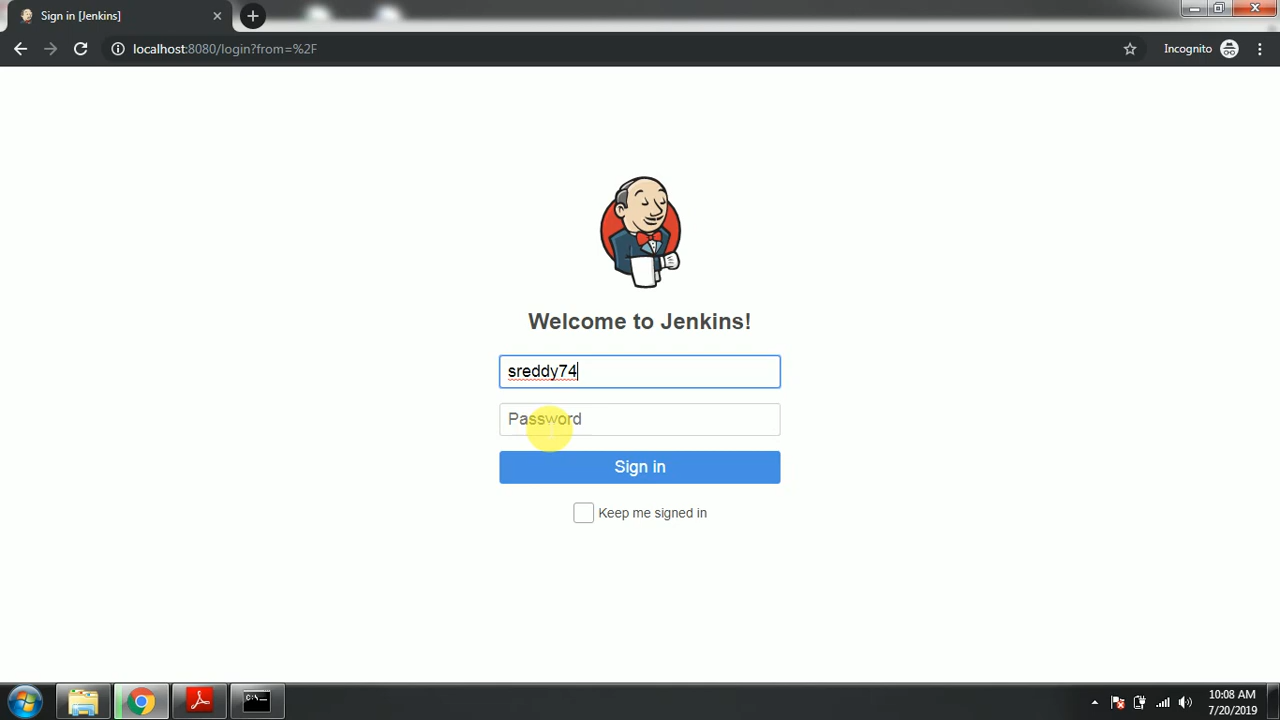 Sign in [Jenkins]
localhost:8080/login?from=%2F
Incognito
Welcome to Jenkins!
sreddy74
Password
Sign in
Keep me signed in
10:08 AM
7/20/2019